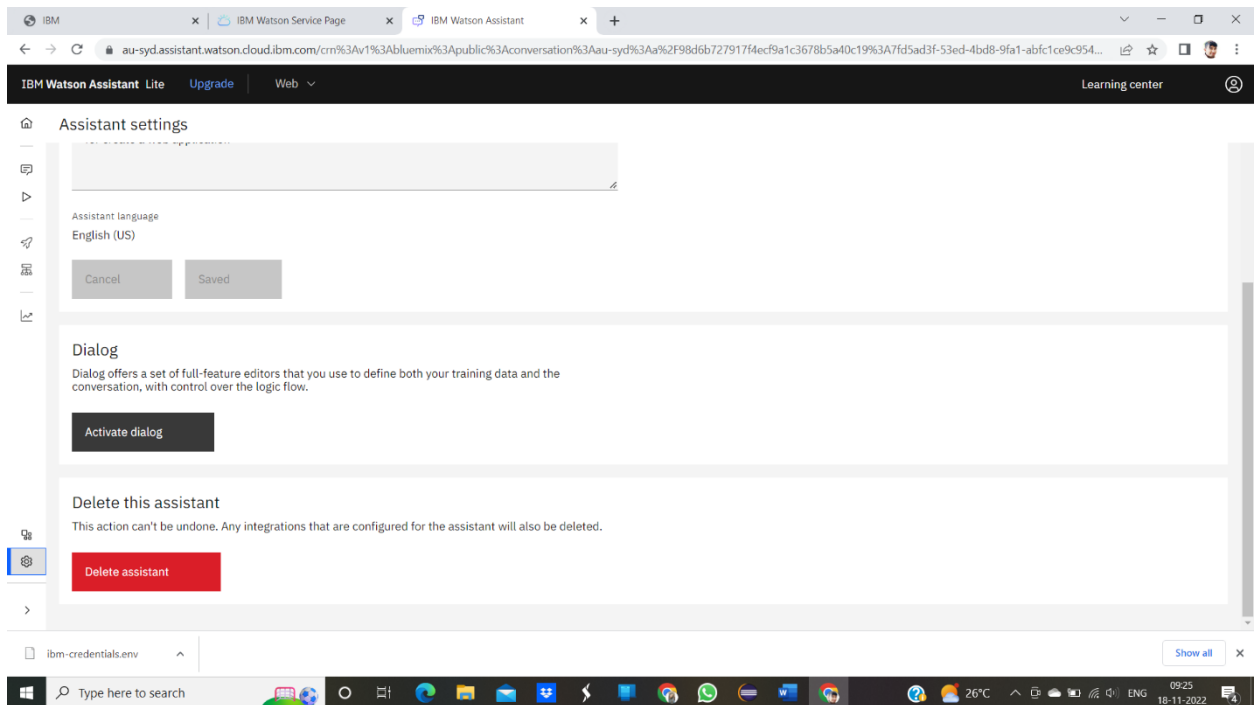 IBM
IBM Watson Service Page
IBM Watson Assistant
au-syd.assistant.watson.cloud.ibm.com/crn%3Av1%3Abluemix%3Apublic%3Aconversation%3Aau-syd%3Aa%2F98d6b727917f4ecf9a1c3678b5a40c19%3A7fd5ad3f-53ed-4bd8-9fa1-abfc1ce9c954...
IBM Watson Assistant Lite Upgrade Web Learning center
Assistant settings
Assistant language
English (US)
Cancel Saved
Dialog
Dialog offers a set of full-feature editors that you use to define both your training data and the
conversation, with control over the logic flow.
Activate dialog
Delete this assistant
This action can't be undone. Any integrations that are configured for the assistant will also be deleted.
Delete assistant
ibm-credentials.env
Show all
Type here to search
26°C ENG
09:25
18-11-2022